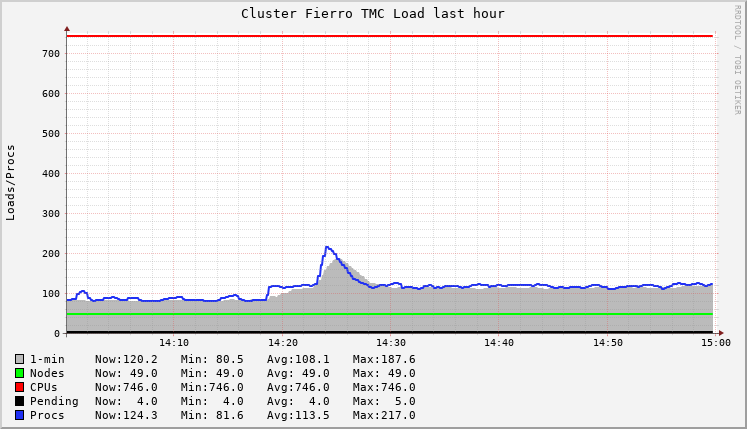 Cluster Fierro TMC Load last hour
RRDTOOL / TOBI OETIKER
Loads/Procs
700
600
500
400
300
200
100
0
14:10 14:20 14:30 14:40 14:50 15:00
1-min Now:120.2 Min: 80.5 Avg:108.1 Max:187.6
Nodes Now: 49.0 Min: 49.0 Avg: 49.0 Max: 49.0
CPUs Now:746.0 Min:746.0 Avg:746.0 Max:746.0
Pending Now: 4.0 Min: 4.0 Avg: 4.0 Max: 5.0
Procs Now:124.3 Min: 81.6 Avg:113.5 Max:217.0